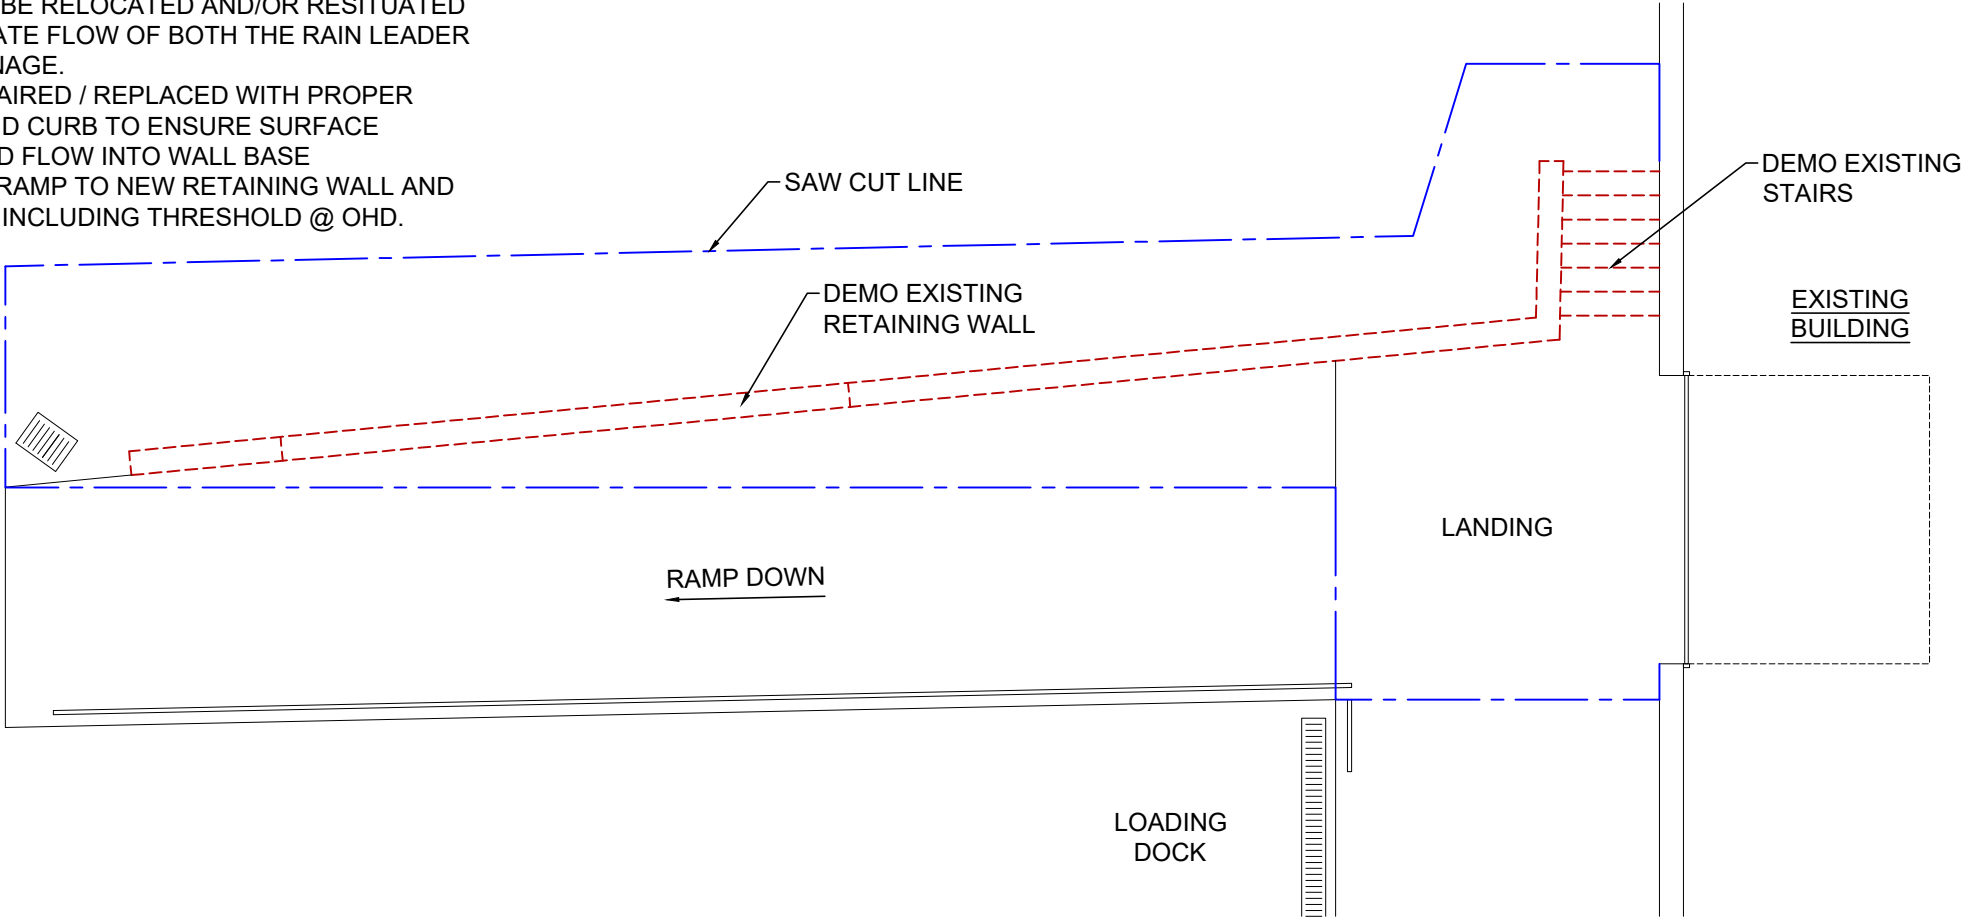 BE RELOCATED AND/OR RESITUATED
ATE FLOW OF BOTH THE RAIN LEADER
NAGE.
AIRED / REPLACED WITH PROPER
D CURB TO ENSURE SURFACE
D FLOW INTO WALL BASE
RAMP TO NEW RETAINING WALL AND
INCLUDING THRESHOLD @ OHD.
SAW CUT LINE
DEMO EXISTING
STAIRS
DEMO EXISTING
RETAINING WALL
EXISTING
BUILDING
LANDING
RAMP DOWN
LOADING
DOCK